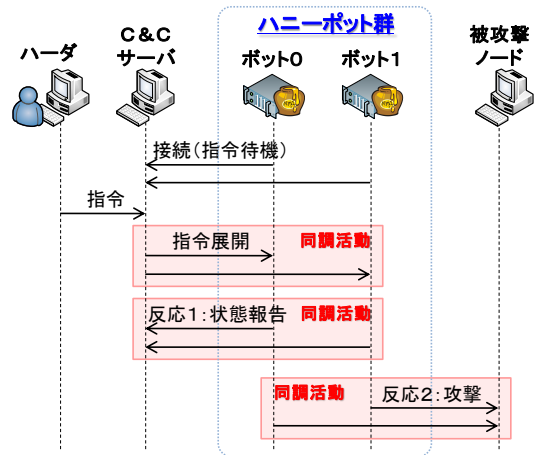 ハニーポット群
ハーダ
C&C
サーバ
ボット0
ボット1
被攻撃
ノード
接続(指令待機)
指令
指令展開
同調活動
反応1:状態報告
同調活動
同調活動
反応2:攻撃